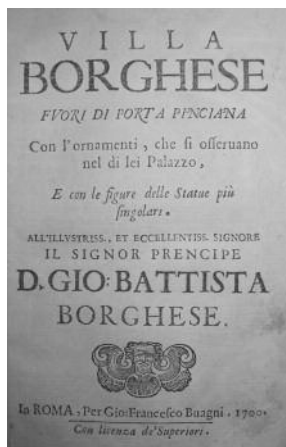 VILLA
BORGHESE
FVORI DI PORTA PINCIANA
Con l'ornamenti, che si osseruano
nel di lei Palazzo,
E con le figure delle Statue più
singolari.
ALL'ILLVSTRISS., ET ECCELLENTISS. SIGNORE
IL SIGNOR PRENCIPE
D. GIO: BATTISTA
BORGHESE.
In ROMA, Per Gio: Francesco Buagni, 1700.
Con licenza de' Superiori.